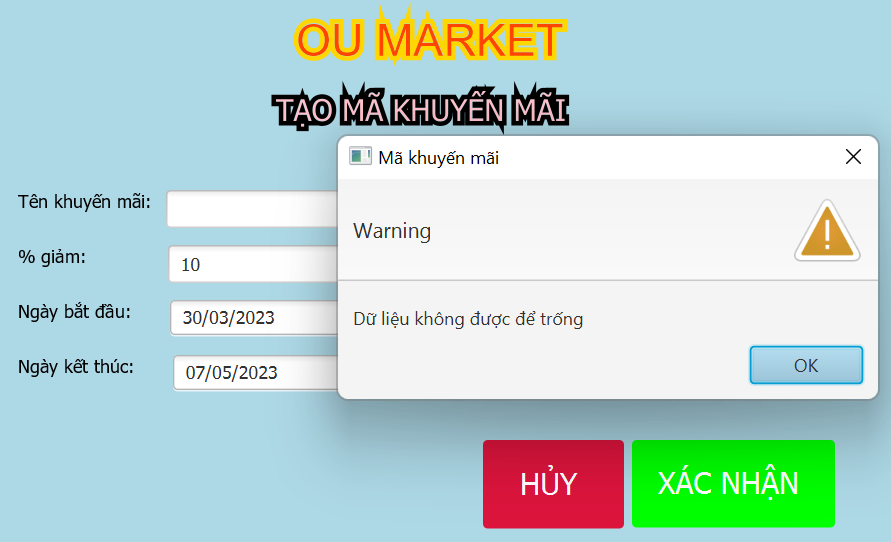 OU MARKET
TẠO MÃ KHUYẾN MÃI
Mã khuyến mãi
Tên khuyến mãi:
Warning
% giảm:
10
Ngày bắt đầu:
30/03/2023
Dữ liệu không được để trống
Ngày kết thúc:
07/05/2023
OK
HỦY
XÁC NHẬN